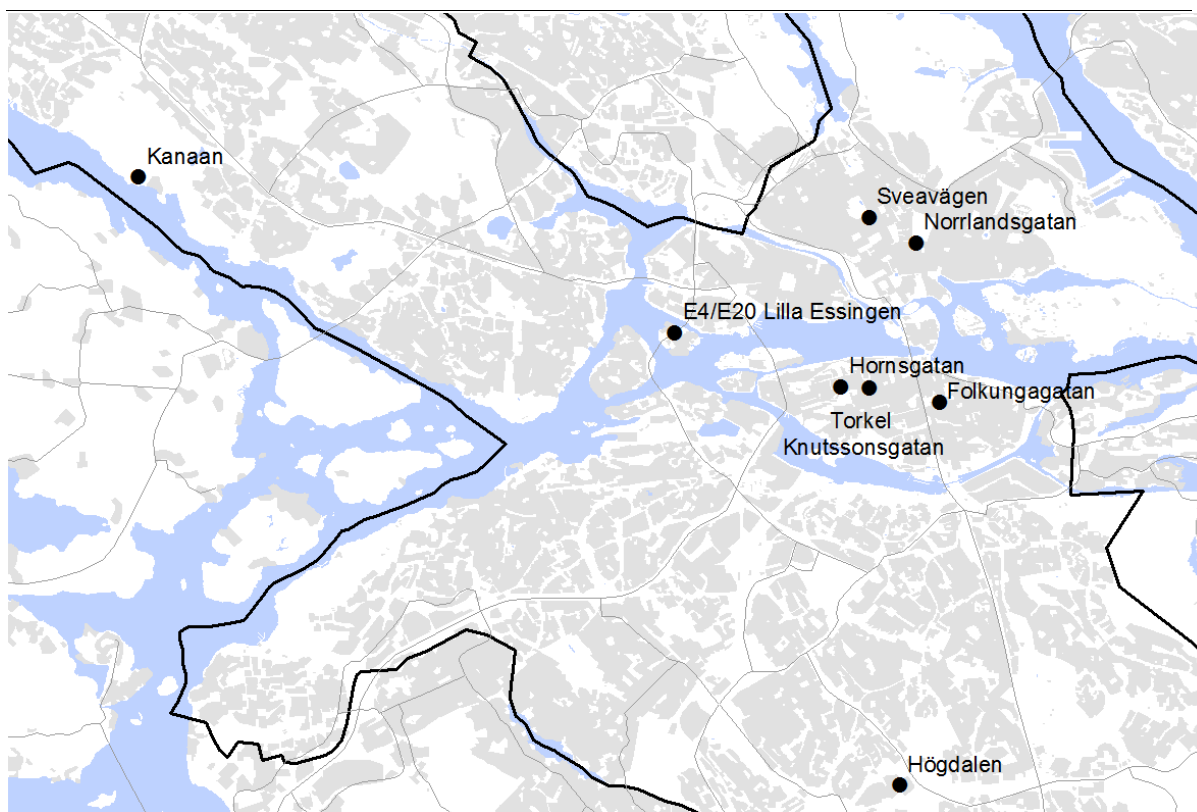 Kanaan
Sveavägen
Norrlandsgatan
E4/E20 Lilla Essingen
Hornsgatan
Folkungagatan
Torkel
Knutssonsgatan
Högdalen